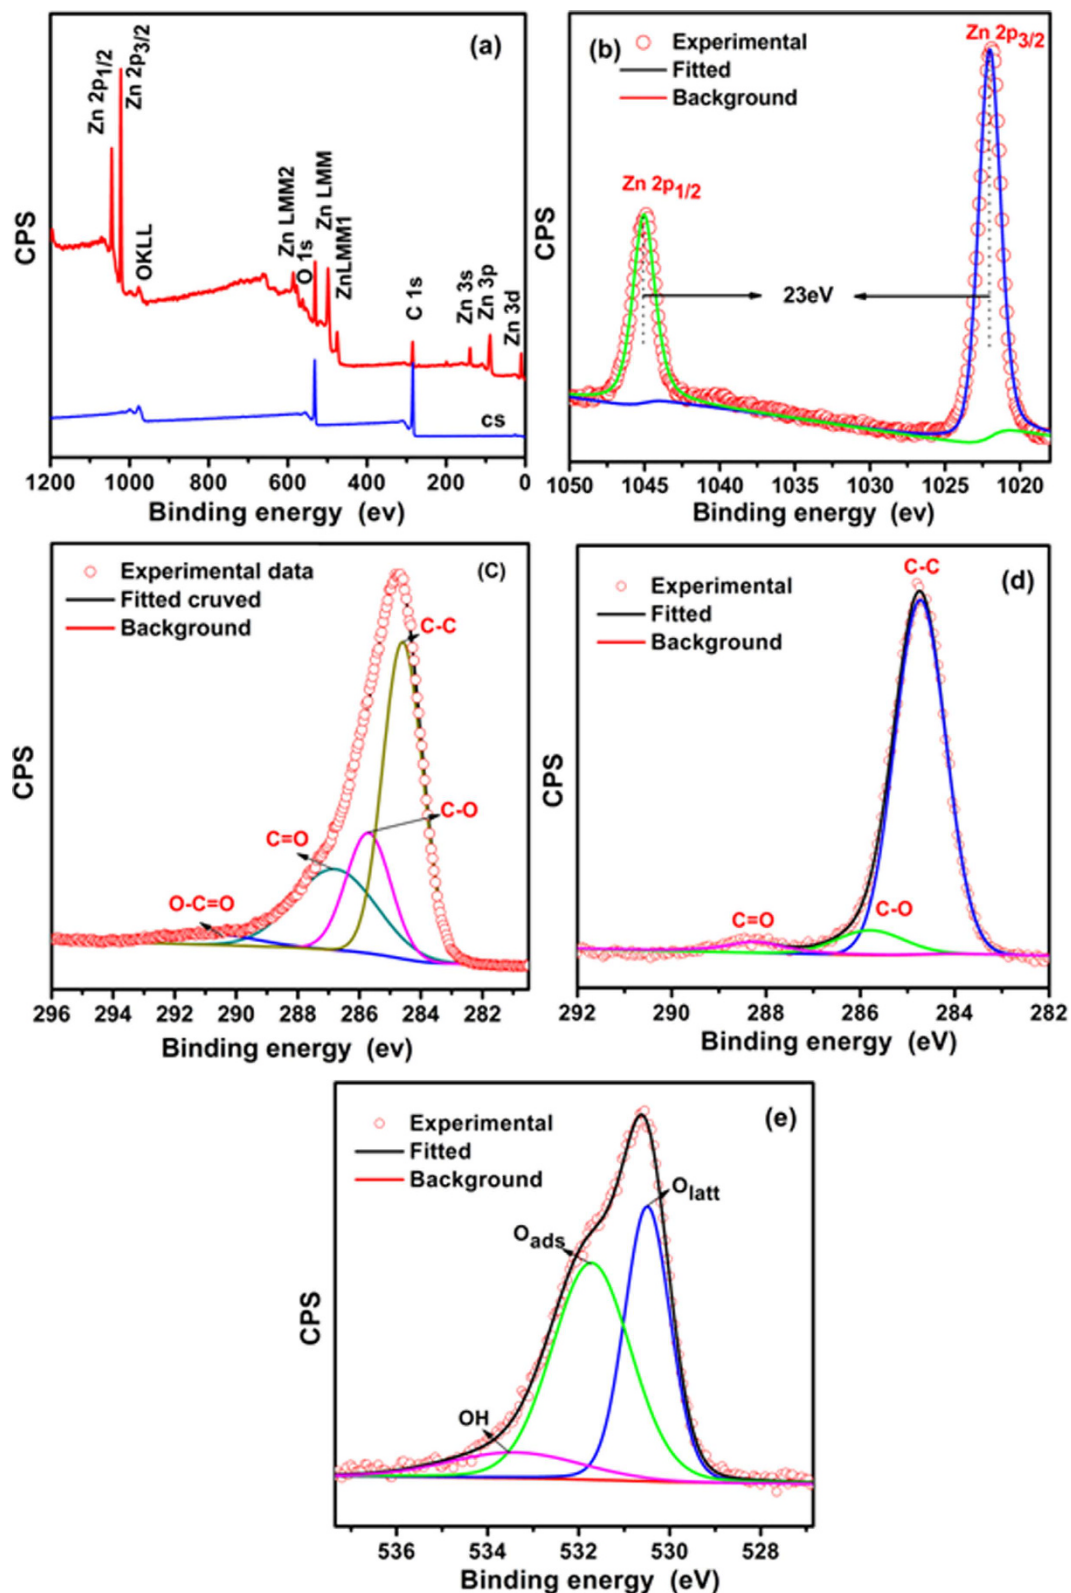 (a)
Zn 2p1/2
Zn 2p3/2
OKLL
Zn LMM2
O 1s
Zn LMM
ZnLMM1
C 1s
Zn 3s
Zn 3p
Zn 3d
cs
CPS
1200 1000 800 600 400 200 0
Binding energy (ev)
(b)
Experimental
Fitted
Background
Zn 2p3/2
Zn 2p1/2
23eV
CPS
1050 1045 1040 1035 1030 1025 1020
Binding energy (ev)
(C)
Experimental data
Fitted cruved
Background
C-C
C-O
C=O
O-C=O
CPS
296 294 292 290 288 286 284 282
Binding energy (ev)
C-C
(d)
Experimental
Fitted
Background
C=O
C-O
CPS
292 290 288 286 284 282
Binding energy (eV)
(e)
Experimental
Fitted
Background
Olatt
Oads
OH
CPS
536 534 532 530 528
Binding energy (eV)